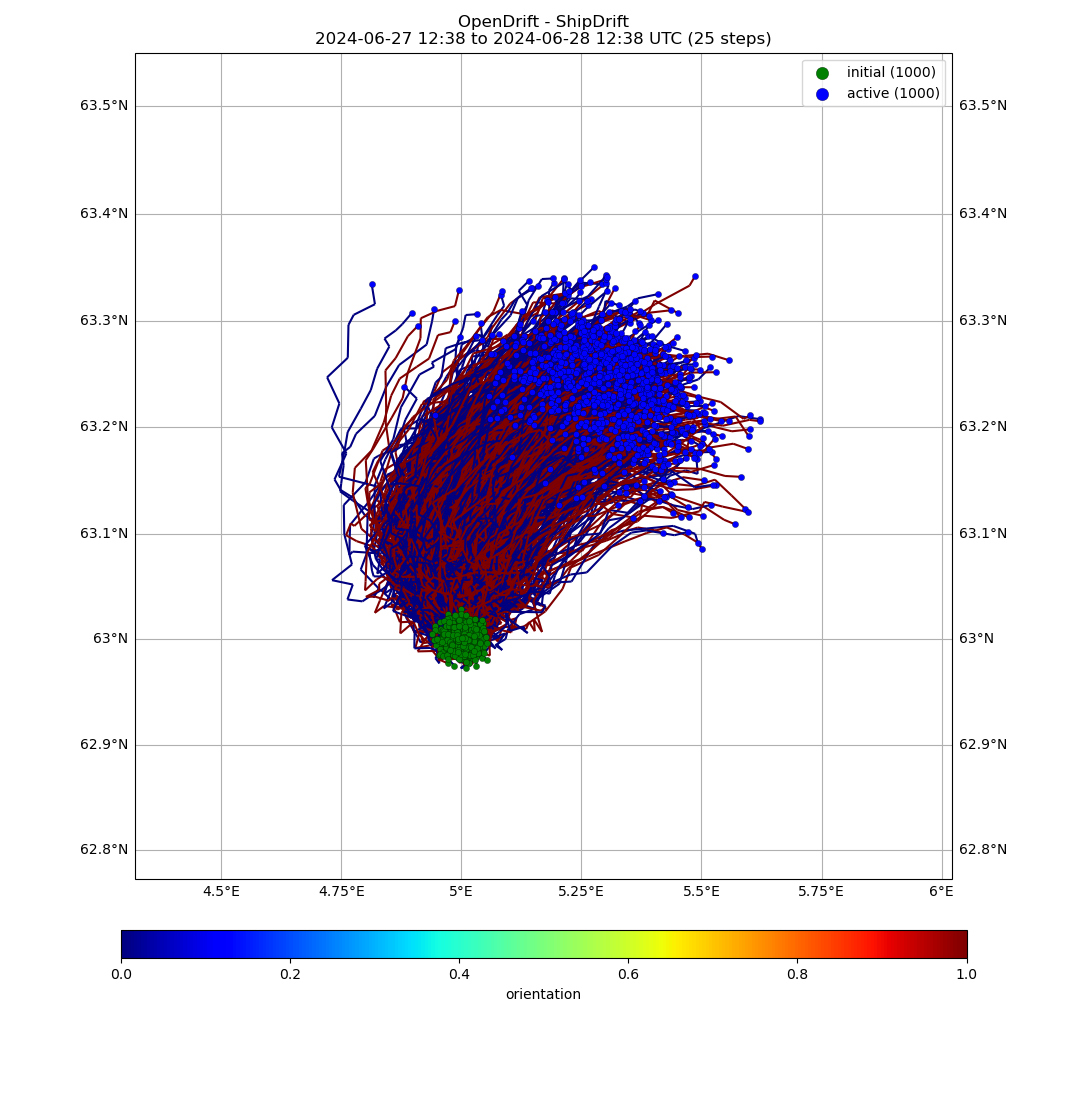 OpenDrift - ShipDrift
2024-06-27 12:38 to 2024-06-28 12:38 UTC (25 steps)
initial (1000)
active (1000)
63.5°N 63.5°N
63.4°N 63.4°N
63.3°N 63.3°N
63.2°N 63.2°N
63.1°N 63.1°N
63°N 63°N
62.9°N 62.9°N
62.8°N 62.8°N
4.5°E 4.75°E 5°E 5.25°E 5.5°E 5.75°E 6°E
0.0 0.2 0.4 0.6 0.8 1.0
orientation